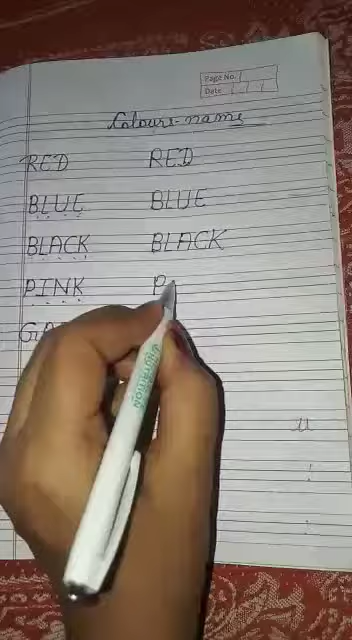 Page No.
Date
Colours-name
RED RED
BLUE BLUE
BLACK BLACK
PINK P